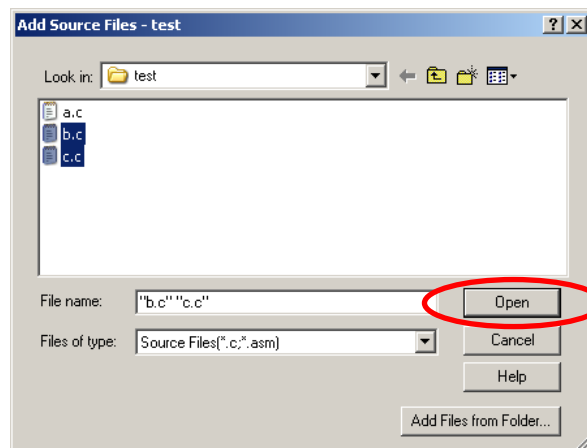 Add Source Files - test
Look in: test
a.c
b.c
c.c
File name: "b.c" "c.c" Open
Files of type: Source Files(*.c;*.asm) Cancel
Help
Add Files from Folder...